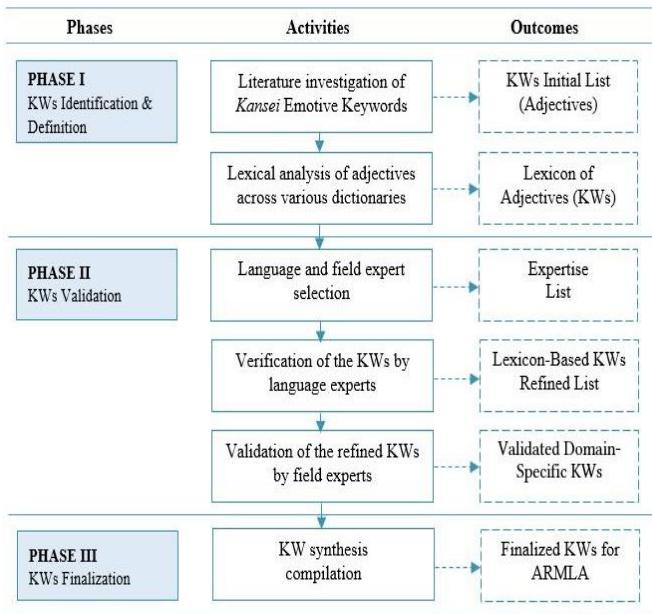 Phases
Activities
Outcomes
PHASE I
KWs Identification &
Definition
Literature investigation of
Kansei Emotive Keywords
KWs Initial List
(Adjectives)
Lexical analysis of adjectives
across various dictionaries
Lexicon of
Adjectives (KWs)
PHASE II
KWs Validation
Language and field expert
selection
Expertise
List
Verification of the KWs by
language experts
Lexicon-Based KWs
Refined List
Validation of the refined KWs
by field experts
Validated Domain-
Specific KWs
PHASE III
KWs Finalization
KW synthesis
compilation
Finalized KWs for
ARMLA